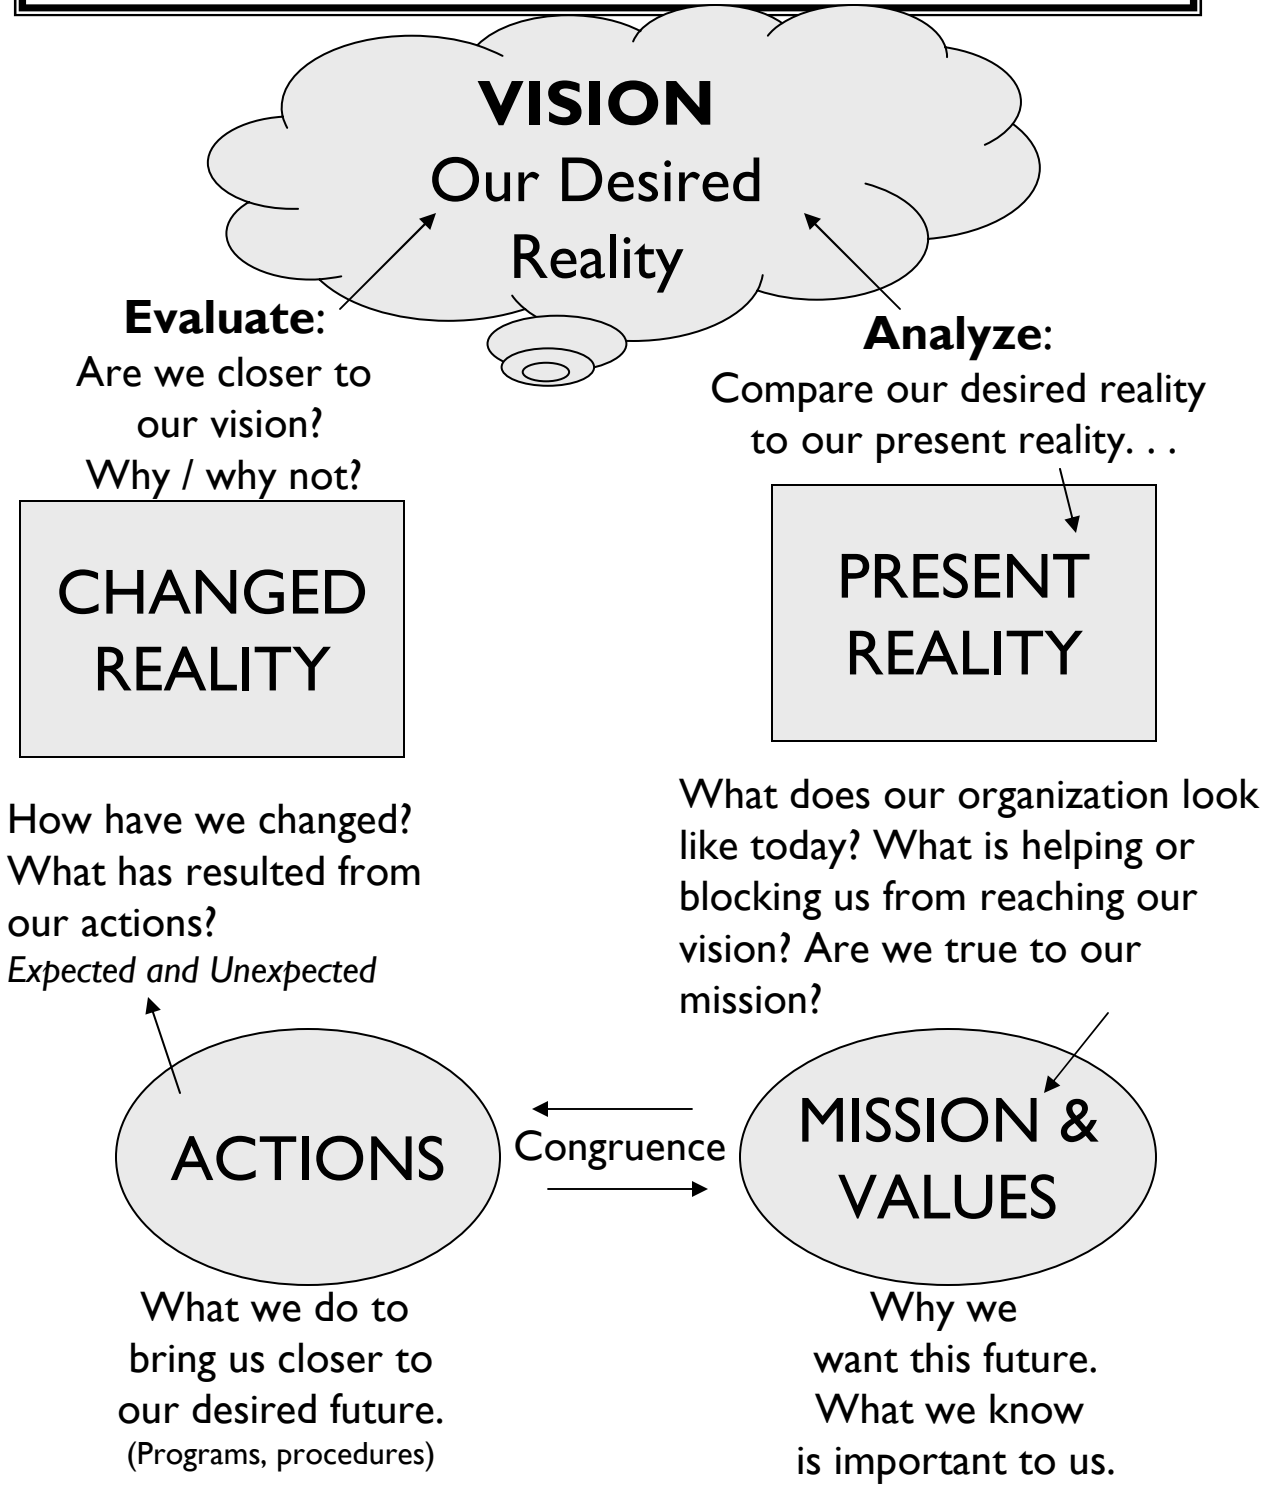 VISION
Our Desired
Reality
Evaluate:
Are we closer to
our vision?
Why / why not?
Analyze:
Compare our desired reality
to our present reality. . .
CHANGED
REALITY
PRESENT
REALITY
How have we changed?
What has resulted from
our actions?
Expected and Unexpected
What does our organization look
like today? What is helping or
blocking us from reaching our
vision? Are we true to our
mission?
ACTIONS
Congruence
MISSION &
VALUES
What we do to
bring us closer to
our desired future.
(Programs, procedures)
Why we
want this future.
What we know
is important to us.